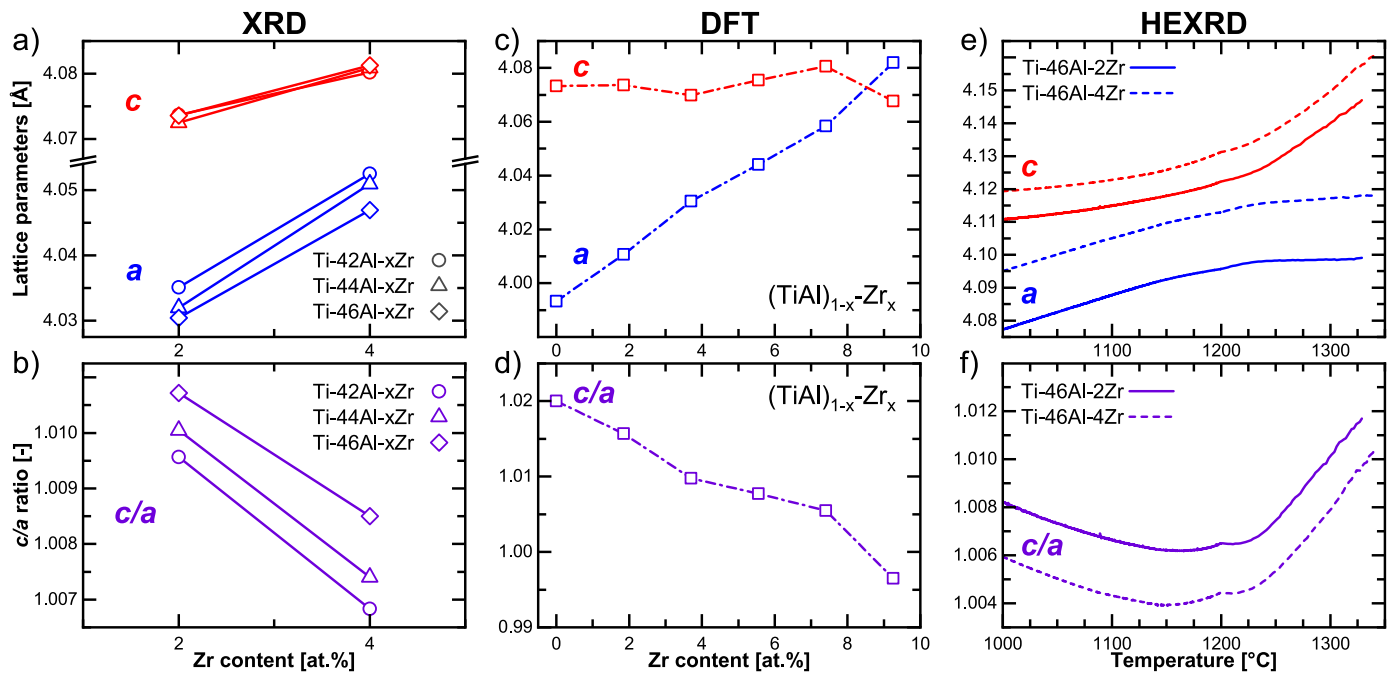 XRD
DFT
HEXRD
a)
Lattice parameters [Å]
4.08
4.07
4.05
4.04
4.03
c
a
Ti-42Al-xZr
Ti-44Al-xZr
Ti-46Al-xZr
2
4
c)
4.08
4.06
4.04
4.02
4.00
c
a
(TiAl)1-x-Zrx
0
2
4
6
8
10
e)
4.15
4.14
4.13
4.12
4.11
4.10
4.09
4.08
Ti-46Al-2Zr
Ti-46Al-4Zr
c
a
1100
1200
1300
b)
c/a ratio [-]
1.010
1.009
1.008
1.007
Ti-42Al-xZr
Ti-44Al-xZr
Ti-46Al-xZr
c/a
2
4
Zr content [at.%]
d)
1.02
1.01
1.00
0.99
c/a
(TiAl)1-x-Zrx
0
2
4
6
8
10
Zr content [at.%]
f)
1.012
1.010
1.008
1.006
1.004
Ti-46Al-2Zr
Ti-46Al-4Zr
c/a
1000
1100
1200
1300
Temperature [°C]